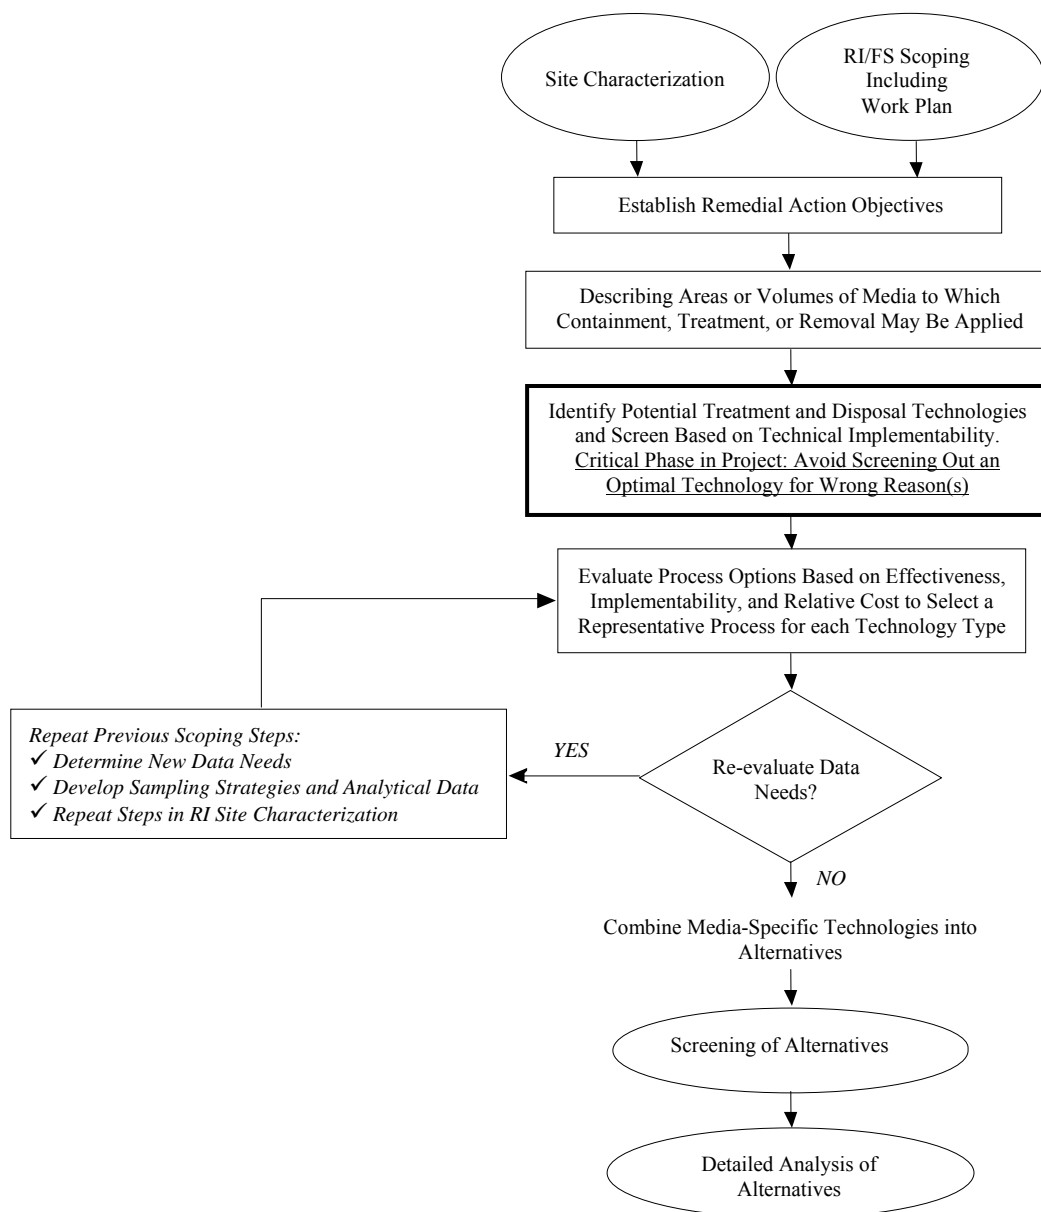 Site Characterization
RI/FS Scoping
Including
Work Plan
Establish Remedial Action Objectives
Describing Areas or Volumes of Media to Which
Containment, Treatment, or Removal May Be Applied
Identify Potential Treatment and Disposal Technologies
and Screen Based on Technical Implementability.
Critical Phase in Project: Avoid Screening Out an
Optimal Technology for Wrong Reason(s)
Evaluate Process Options Based on Effectiveness,
Implementability, and Relative Cost to Select a
Representative Process for each Technology Type
Repeat Previous Scoping Steps:
✓ Determine New Data Needs
✓ Develop Sampling Strategies and Analytical Data
✓ Repeat Steps in RI Site Characterization
YES
Re-evaluate Data
Needs?
NO
Combine Media-Specific Technologies into
Alternatives
Screening of Alternatives
Detailed Analysis of
Alternatives